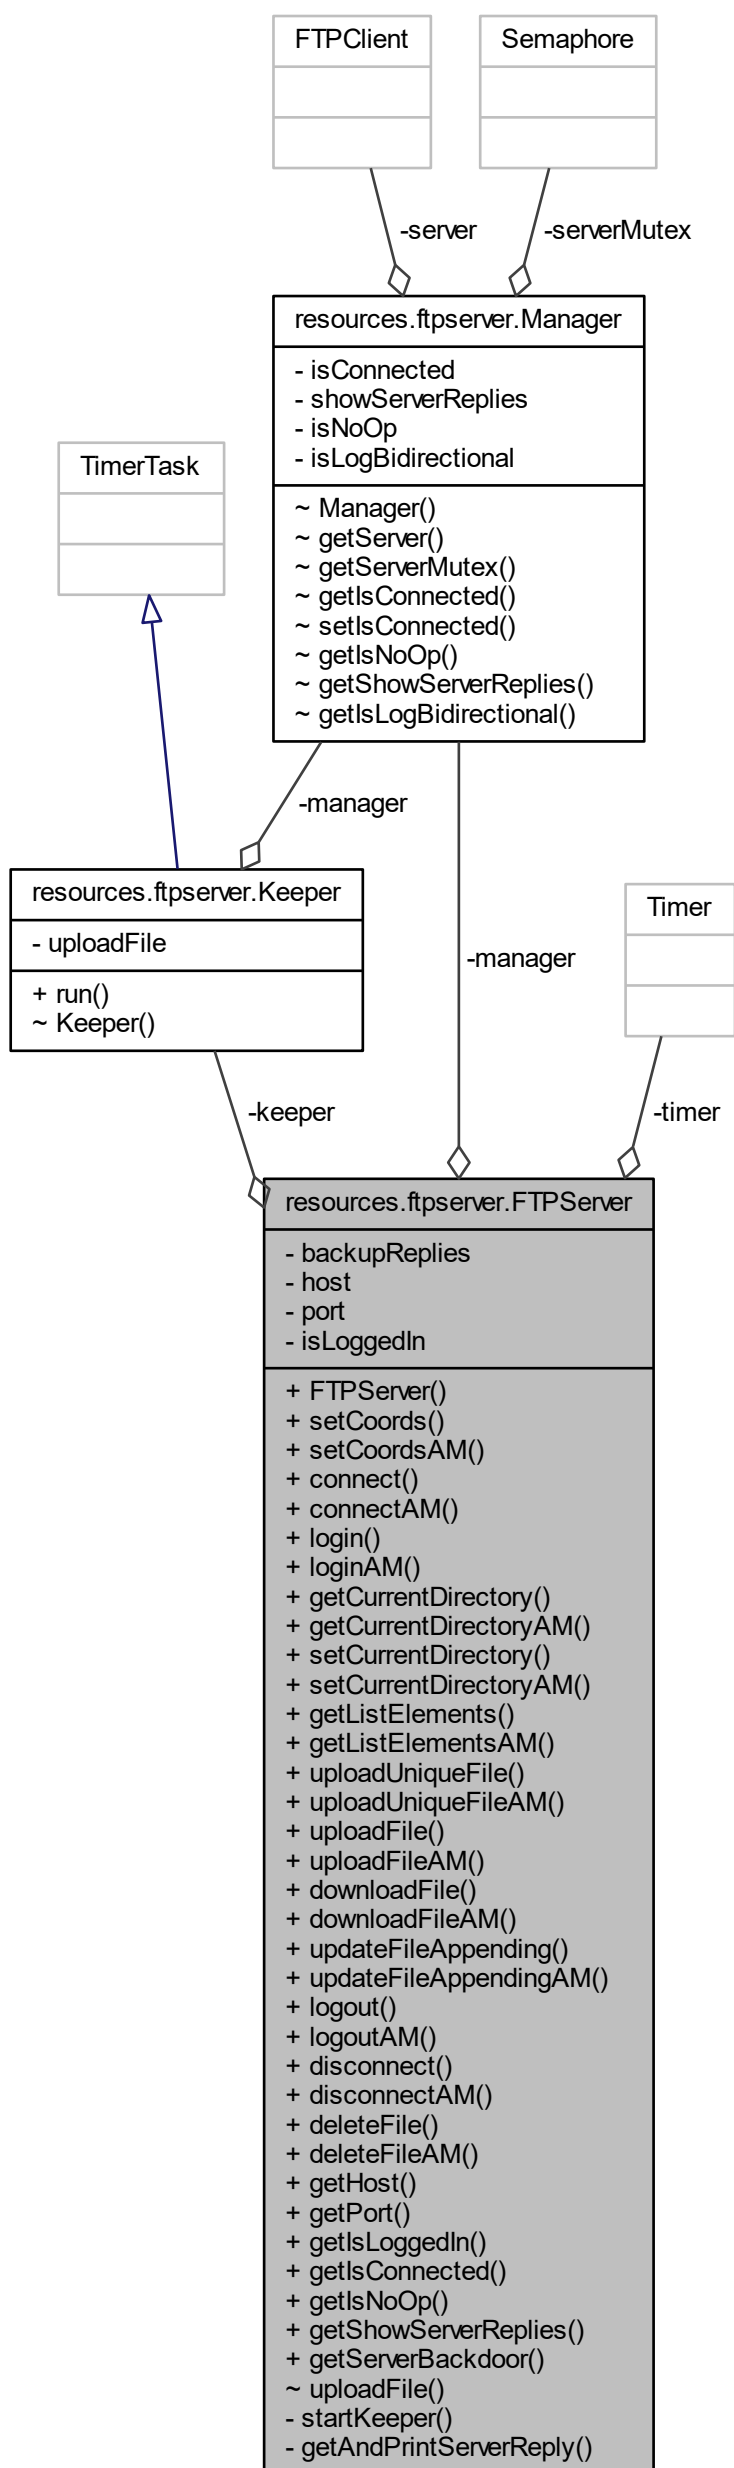 FTPClient
Semaphore
-server
-serverMutex
resources.ftpserver.Manager
- isConnected
- showServerReplies
- isNoOp
- isLogBidirectional
~ Manager()
~ getServer()
~ getServerMutex()
~ getIsConnected()
~ setIsConnected()
~ getIsNoOp()
~ getShowServerReplies()
~ getIsLogBidirectional()
TimerTask
-manager
resources.ftpserver.Keeper
- uploadFile
+ run()
~ Keeper()
-manager
Timer
-keeper
-timer
resources.ftpserver.FTPServer
- backupReplies
- host
- port
- isLoggedIn
+ FTPServer()
+ setCoords()
+ setCoordsAM()
+ connect()
+ connectAM()
+ login()
+ loginAM()
+ getCurrentDirectory()
+ getCurrentDirectoryAM()
+ setCurrentDirectory()
+ setCurrentDirectoryAM()
+ getListElements()
+ getListElementsAM()
+ uploadUniqueFile()
+ uploadUniqueFileAM()
+ uploadFile()
+ uploadFileAM()
+ downloadFile()
+ downloadFileAM()
+ updateFileAppending()
+ updateFileAppendingAM()
+ logout()
+ logoutAM()
+ disconnect()
+ disconnectAM()
+ deleteFile()
+ deleteFileAM()
+ getHost()
+ getPort()
+ getIsLoggedIn()
+ getIsConnected()
+ getIsNoOp()
+ getShowServerReplies()
+ getServerBackdoor()
~ uploadFile()
- startKeeper()
- getAndPrintServerReply()